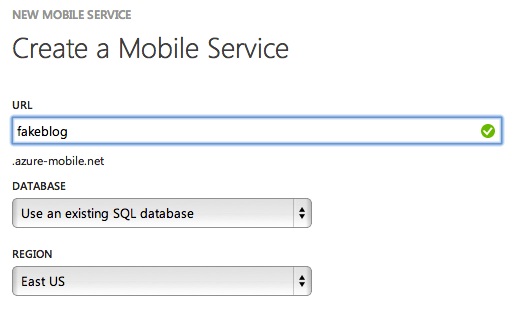 NEW MOBILE SERVICE
Create a Mobile Service
URL
fakeblog
.azure-mobile.net
DATABASE
Use an existing SQL database
REGION
East US